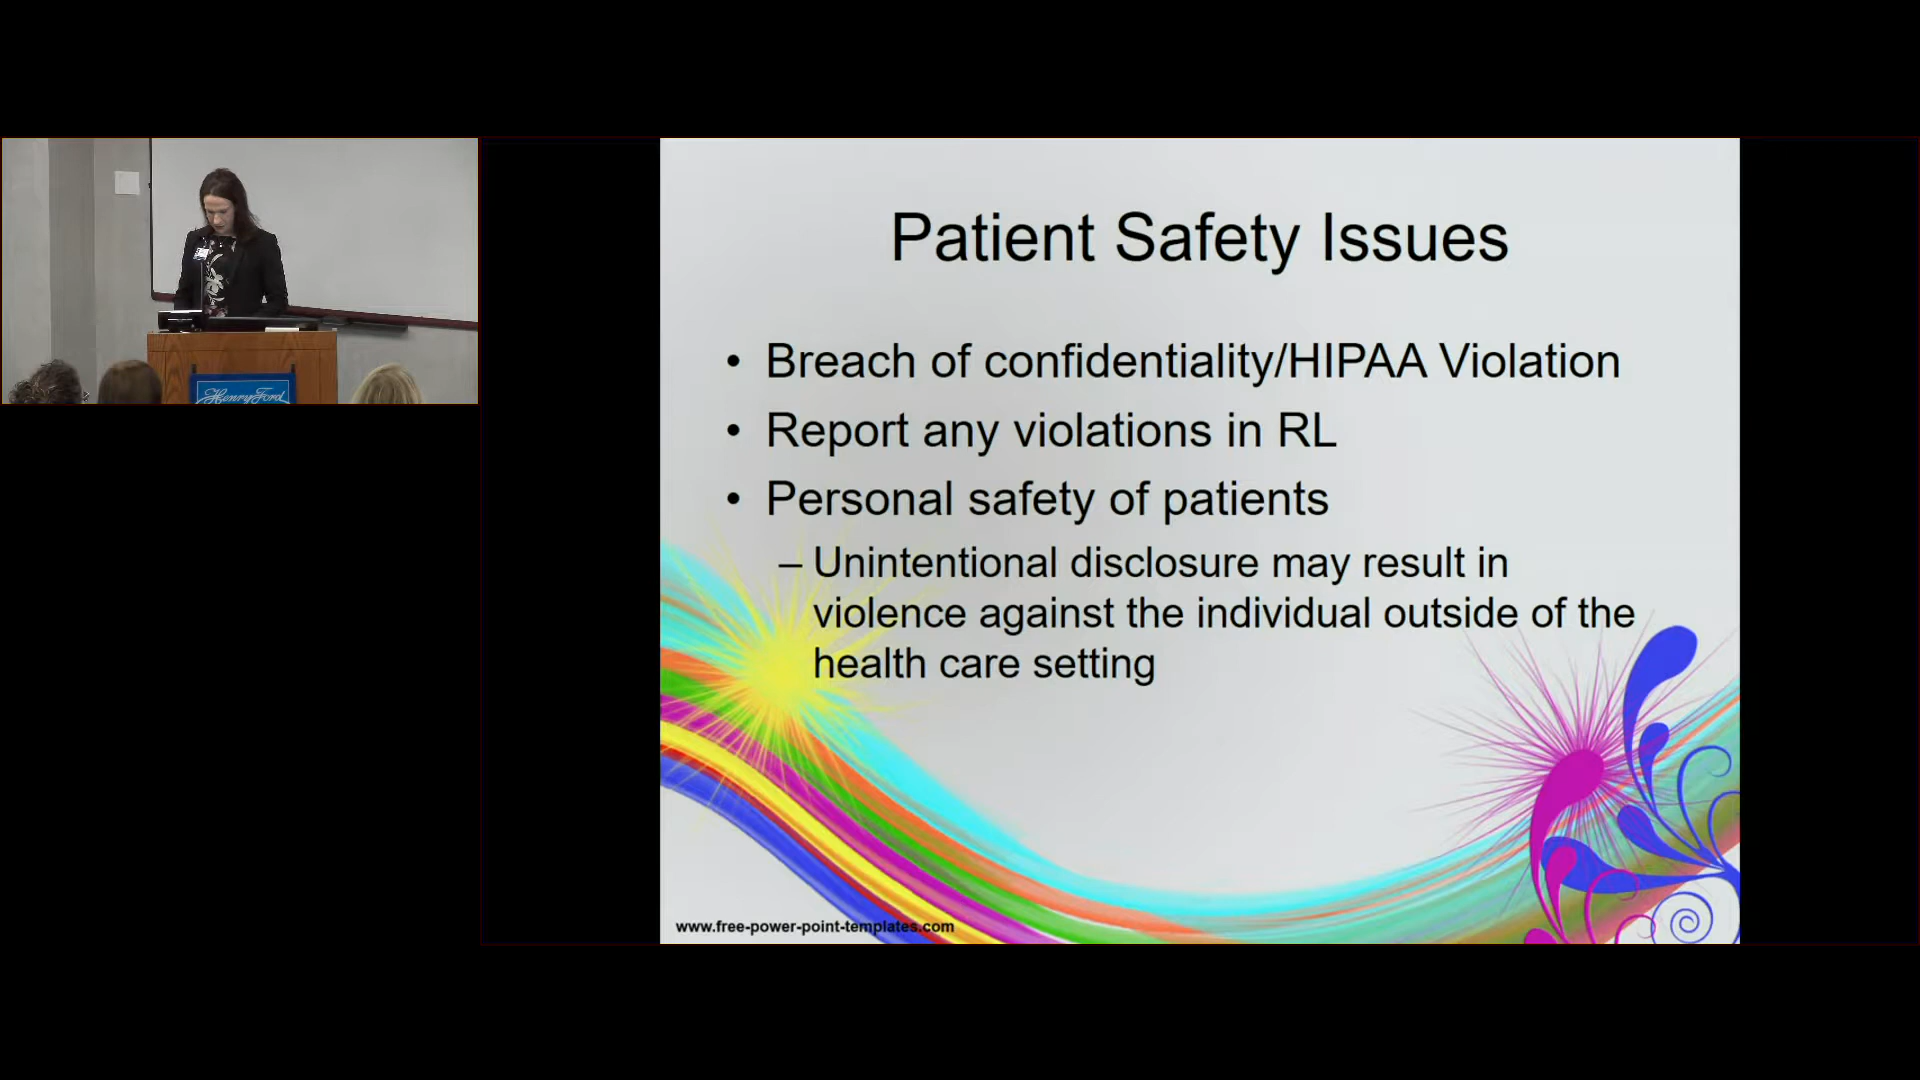 Henry Ford
Patient Safety Issues
• Breach of confidentiality/HIPAA Violation
• Report any violations in RL
• Personal safety of patients
– Unintentional disclosure may result in
violence against the individual outside of the
health care setting
www.free-power-point-templates.com